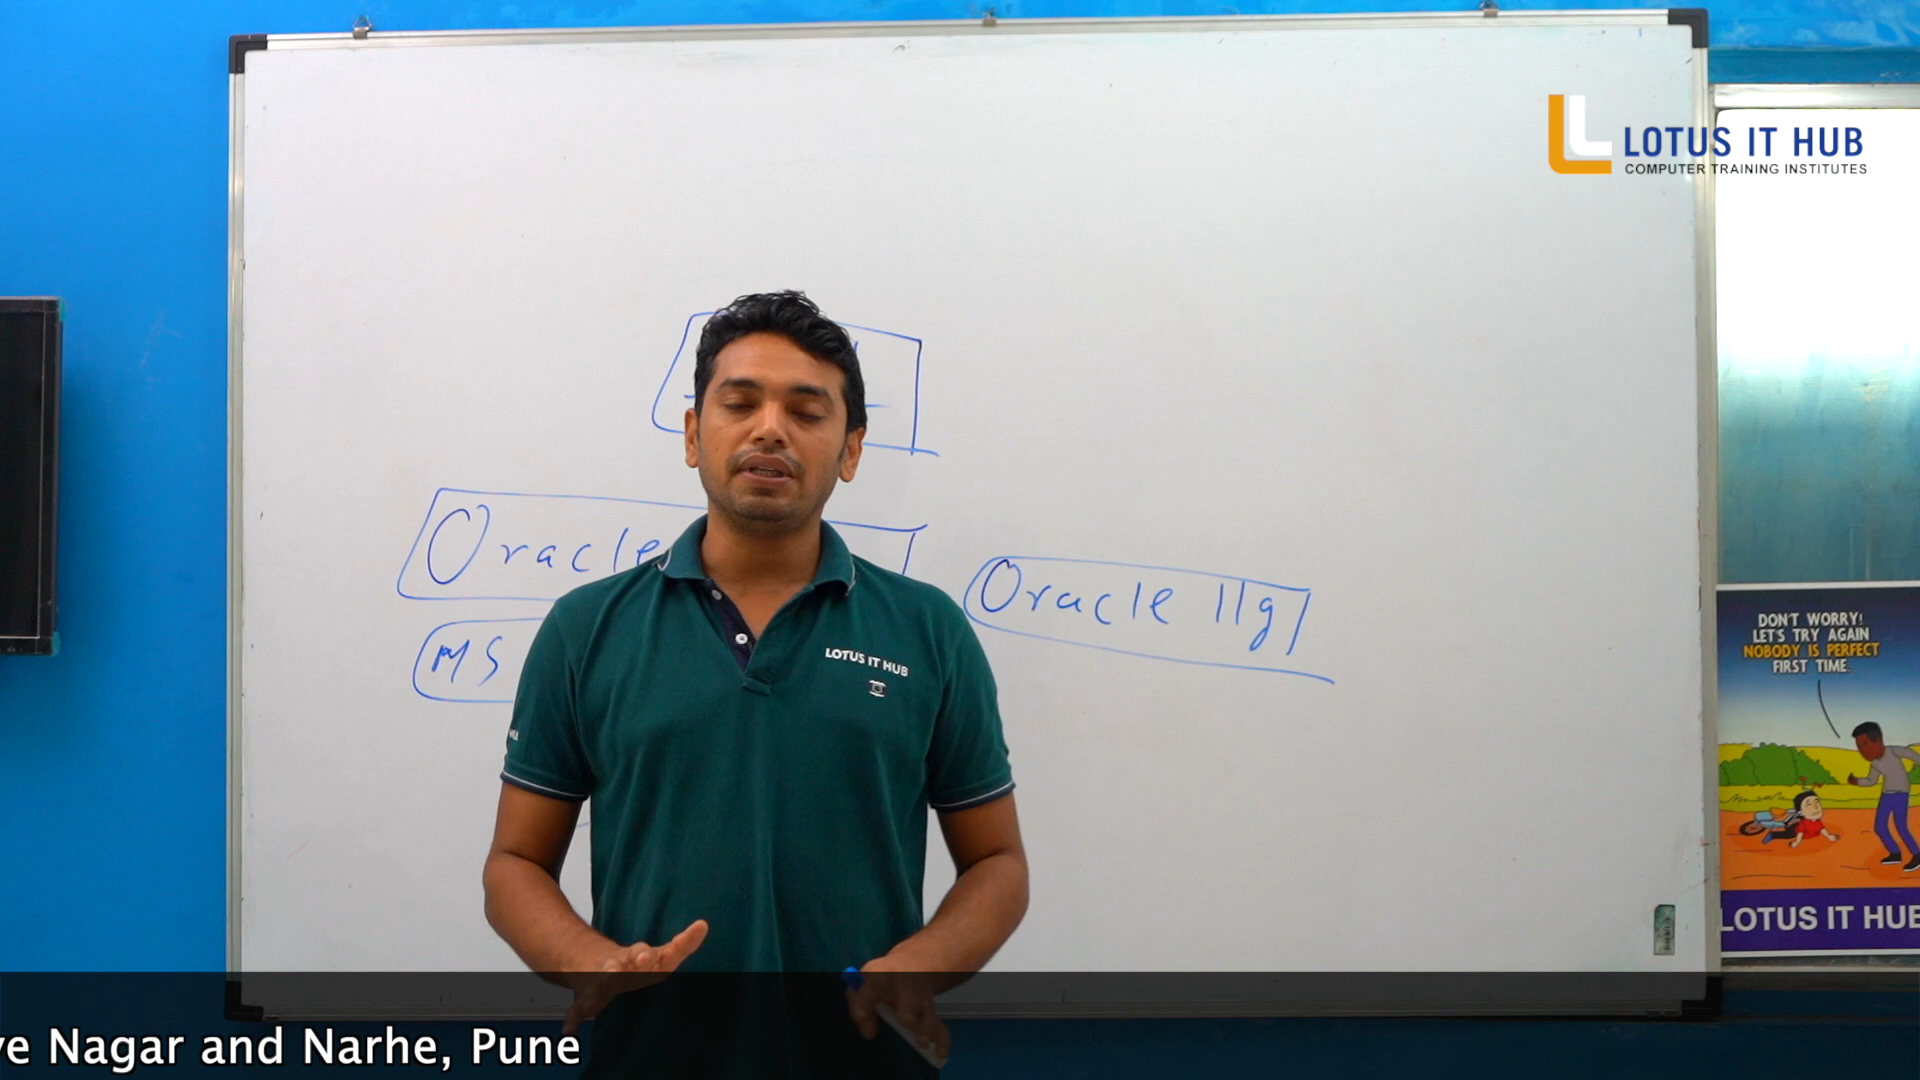 LOTUS IT HUB
COMPUTER TRAINING INSTITUTES
Oracle
Oracle 11g
MS
LOTUS IT HUB
DON'T WORRY!
LET'S TRY AGAIN
NOBODY IS PERFECT
FIRST TIME.
LOTUS IT HUB
Nagar and Narhe, Pune